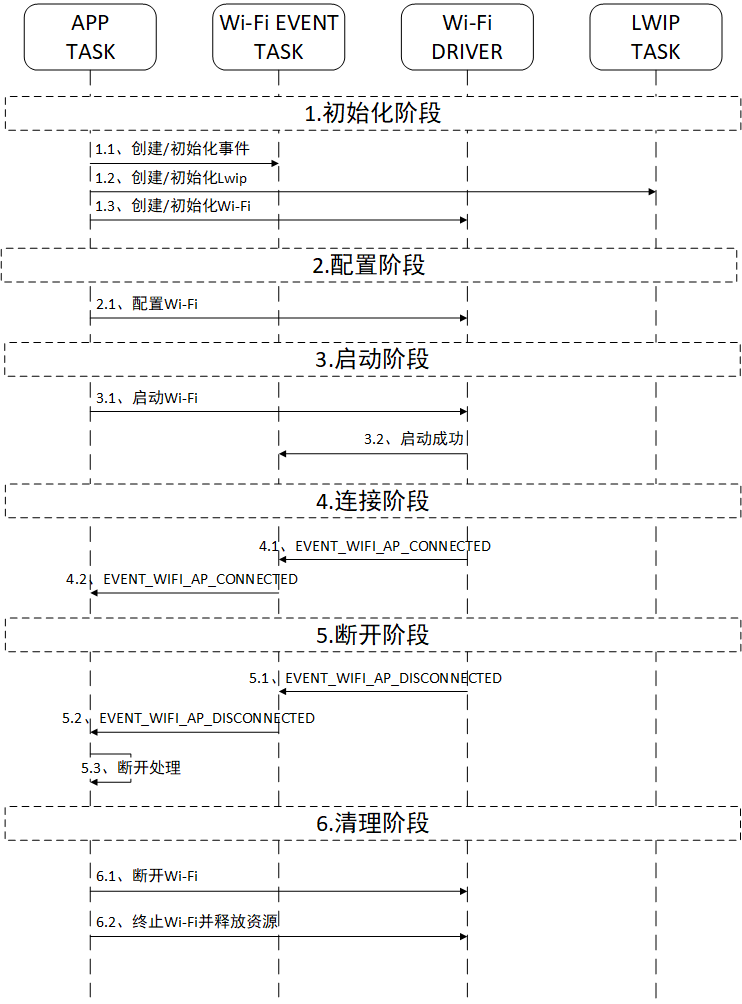 APP
TASK
Wi-Fi EVENT
TASK
Wi-Fi
DRIVER
LWIP
TASK
1.初始化阶段
1.1、创建/初始化事件
1.2、创建/初始化Lwip
1.3、创建/初始化Wi-Fi
2.配置阶段
2.1、配置Wi-Fi
3.启动阶段
3.1、启动Wi-Fi
3.2、启动成功
4.连接阶段
4.1、EVENT_WIFI_AP_CONNECTED
4.2、EVENT_WIFI_AP_CONNECTED
5.断开阶段
5.1、EVENT_WIFI_AP_DISCONNECTED
5.2、EVENT_WIFI_AP_DISCONNECTED
5.3、断开处理
6.清理阶段
6.1、断开Wi-Fi
6.2、终止Wi-Fi并释放资源